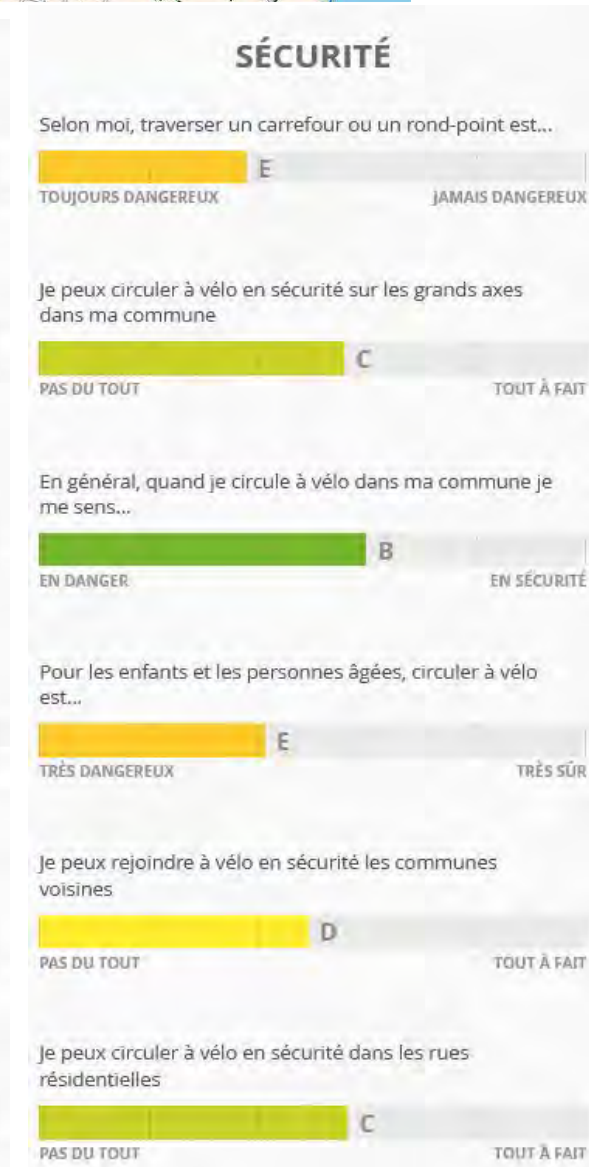 SÉCURITÉ
Selon moi, traverser un carrefour ou un rond-point est...
E
TOUJOURS DANGEREUX JAMAIS DANGEREUX
Je peux circuler à vélo en sécurité sur les grands axes
dans ma commune
C
PAS DU TOUT TOUT À FAIT
En général, quand je circule à vélo dans ma commune je
me sens...
B
EN DANGER EN SÉCURITÉ
Pour les enfants et les personnes âgées, circuler à vélo
est...
E
TRÈS DANGEREUX TRÈS SÛR
Je peux rejoindre à vélo en sécurité les communes
voisines
D
PAS DU TOUT TOUT À FAIT
Je peux circuler à vélo en sécurité dans les rues
résidentielles
C
PAS DU TOUT TOUT À FAIT